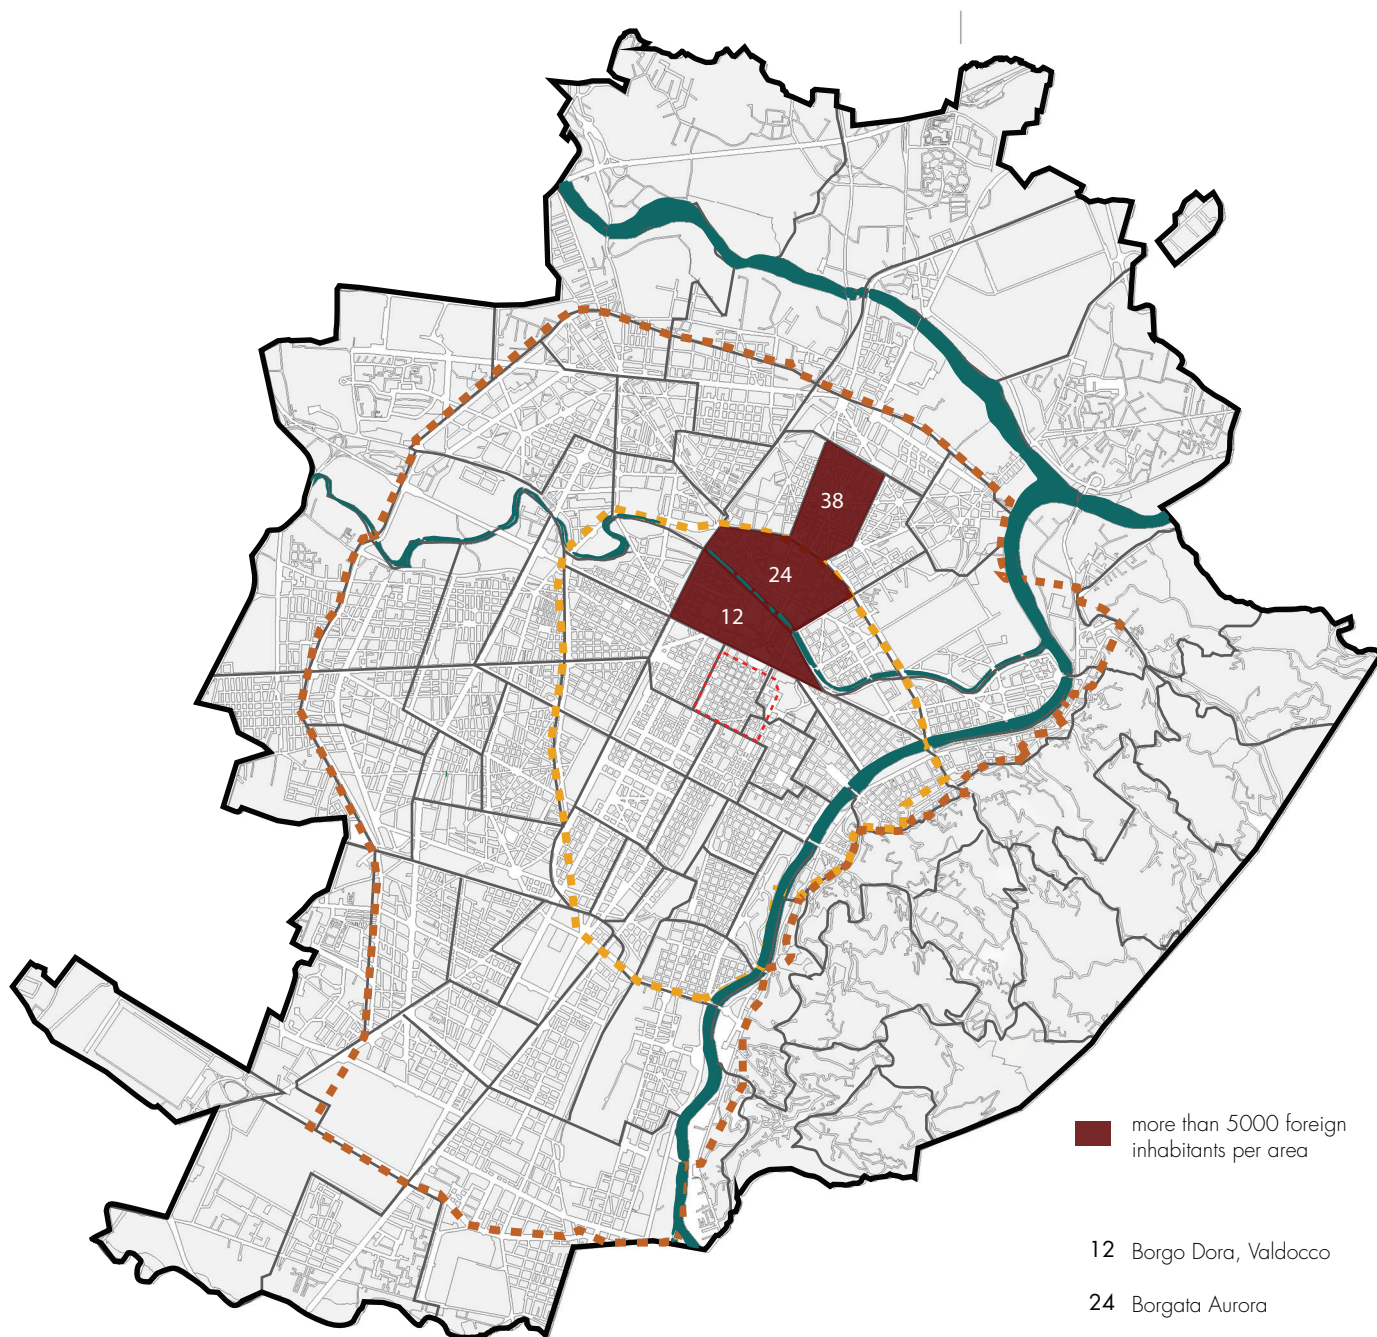 38
24
12
more than 5000 foreign
inhabitants per area
12 Borgo Dora, Valdocco
24 Borgata Aurora